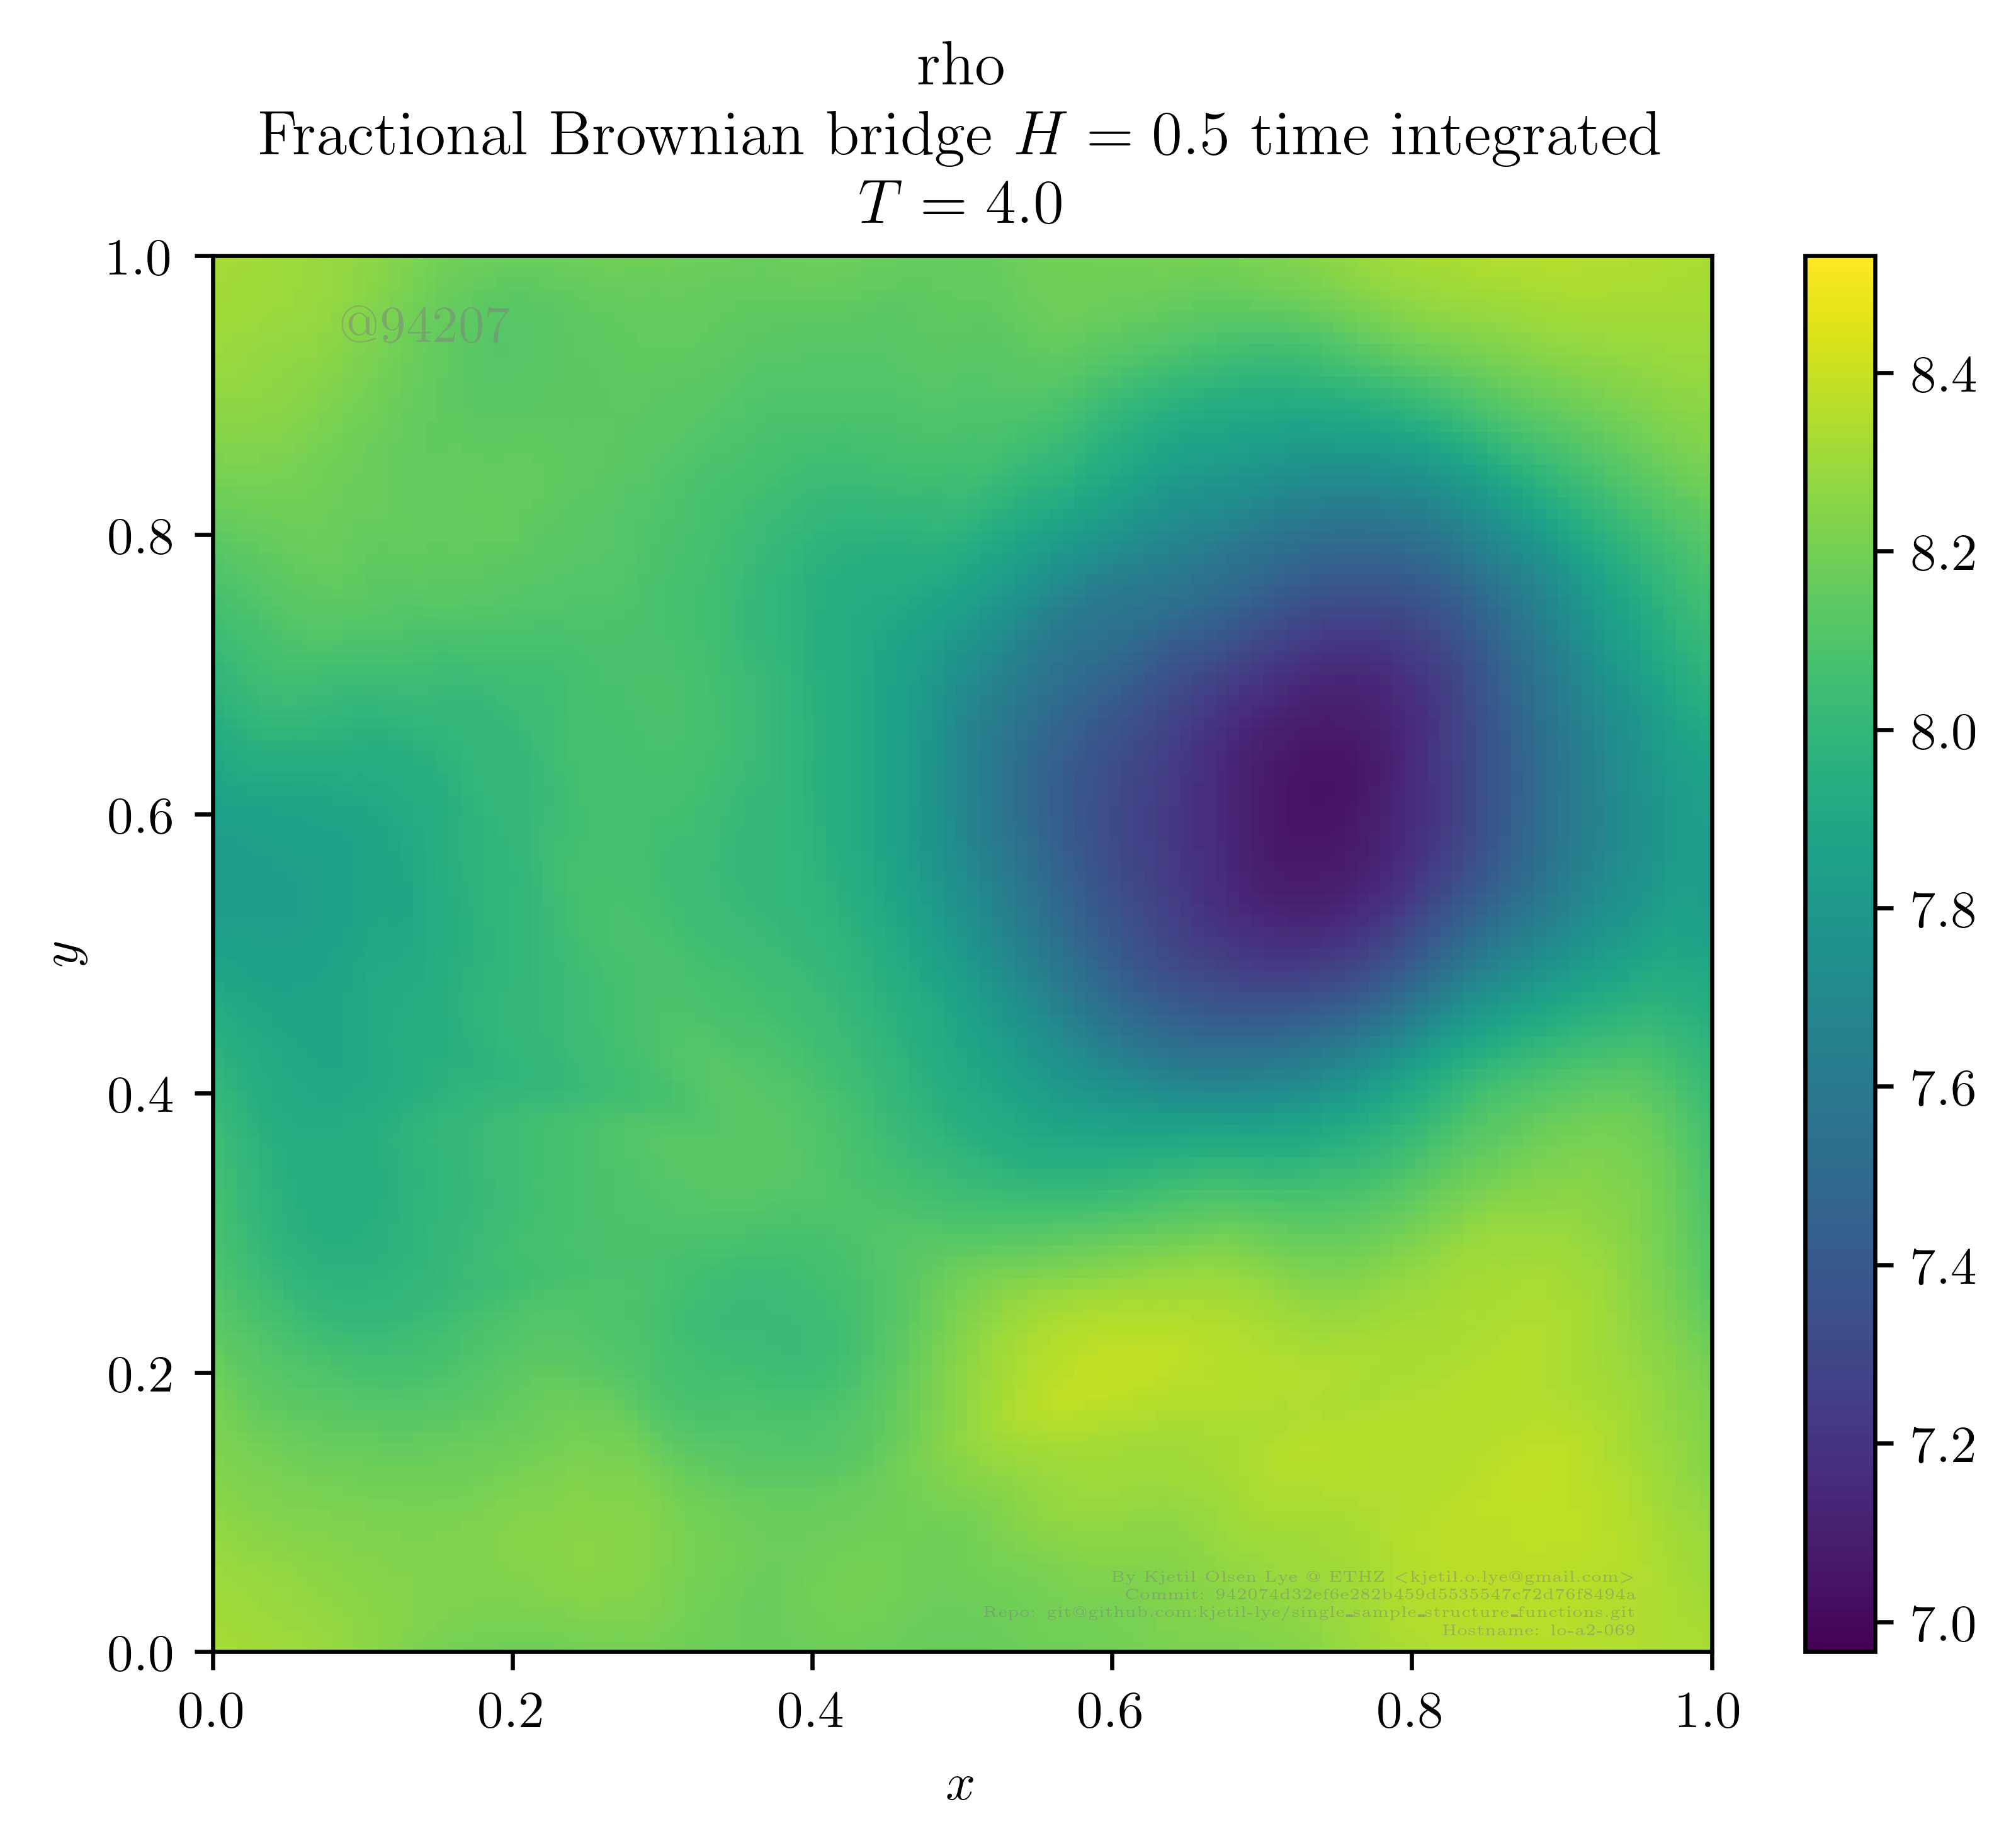 rho
Fractional Brownian bridge H = 0.5 time integrated
T = 4.0
@94207
1.0
0.8
0.6
0.4
0.2
0.0
y
0.0 0.2 0.4 0.6 0.8 1.0
x
8.4
8.2
8.0
7.8
7.6
7.4
7.2
7.0
By Kjetil Olsen Lye @ ETHZ <kjetil.o.lye@gmail.com>
Commit: 942074d32ef6e282b459d5535547c72d76f8494a
Repo: git@github.com:kjetil-lye/single_sample_structure_functions.git
Hostname: lo-a2-069